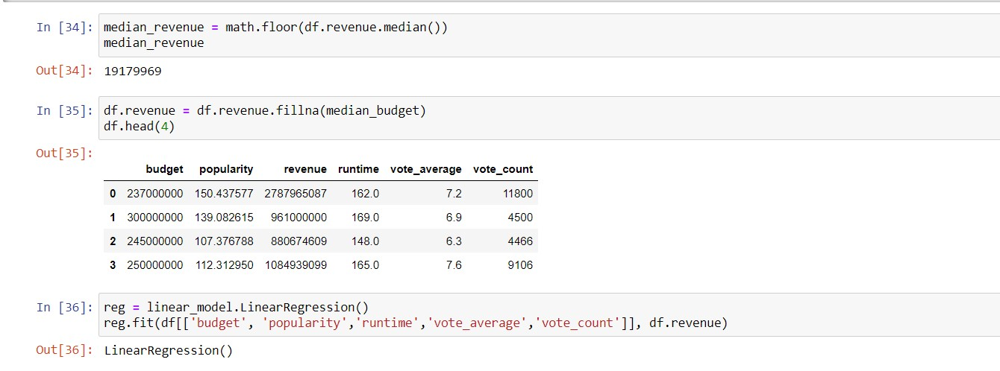 In [34]: median_revenue = math.floor(df.revenue.median())
median_revenue
Out[34]: 19179969
In [35]: df.revenue = df.revenue.fillna(median_budget)
df.head(4)
Out[35]:
budget popularity revenue runtime vote_average vote_count
0 237000000 150.437577 2787965087 162.0 7.2 11800
1 300000000 139.082615 961000000 169.0 6.9 4500
2 245000000 107.376788 880674609 148.0 6.3 4466
3 250000000 112.312950 1084939099 165.0 7.6 9106
In [36]: reg = linear_model.LinearRegression()
reg.fit(df[['budget', 'popularity','runtime','vote_average','vote_count']], df.revenue)
Out[36]: LinearRegression()